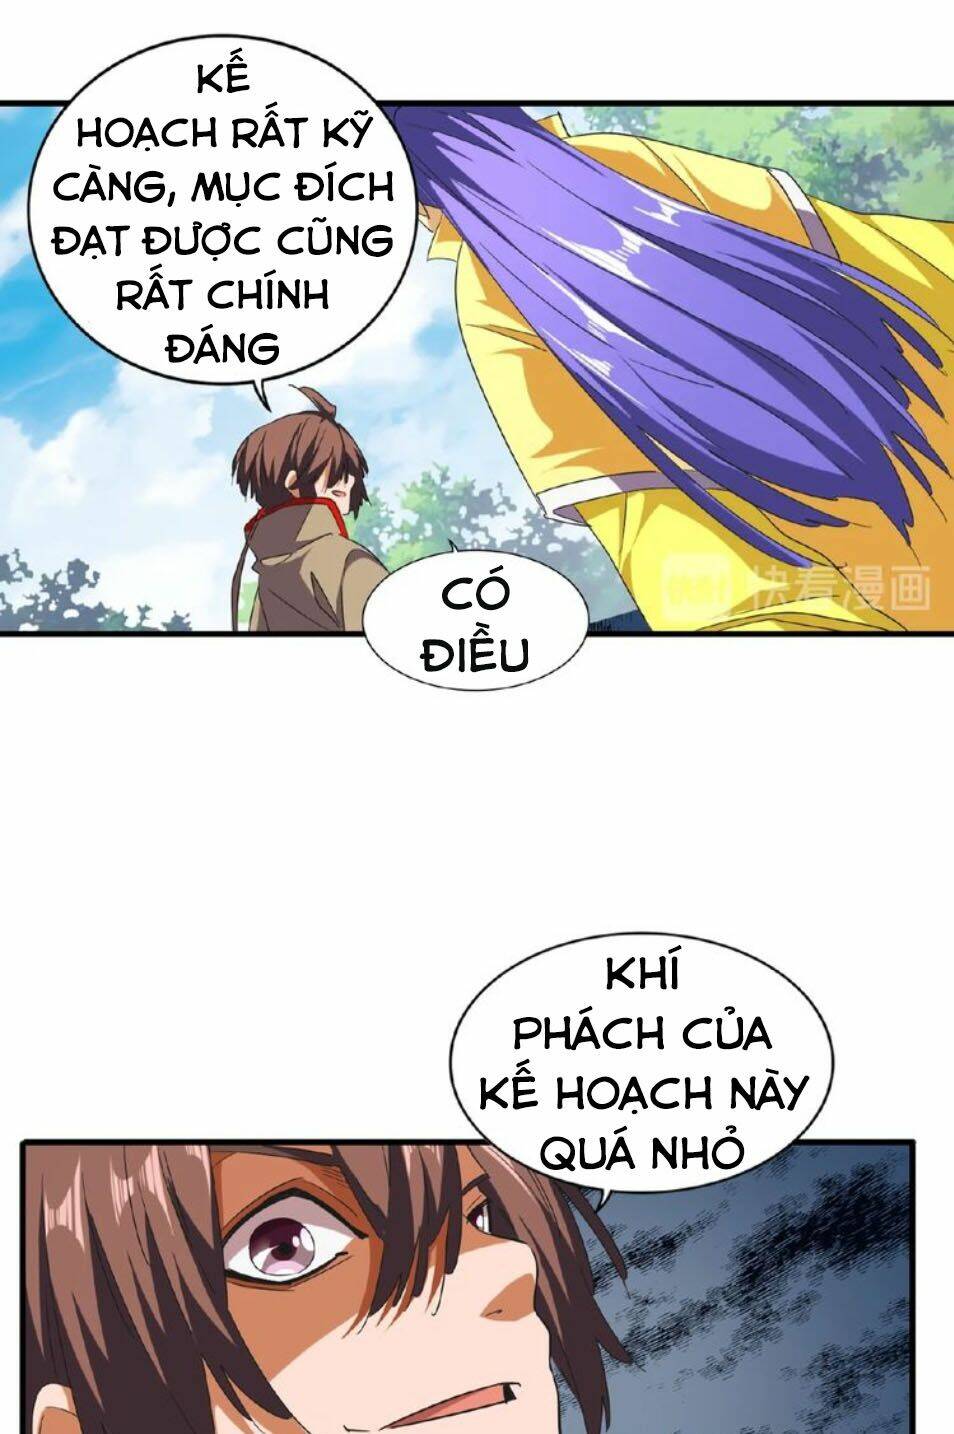 KẾ
HOẠCH RẤT KỸ
CÀNG, MỤC ĐÍCH
ĐẠT ĐƯỢC CŨNG
RẤT CHÍNH
ĐÁNG
CÓ
ĐIỀU
快看漫画
KHÍ
PHÁCH CỦA
KẾ HOẠCH NÀY
QUÁ NHỎ